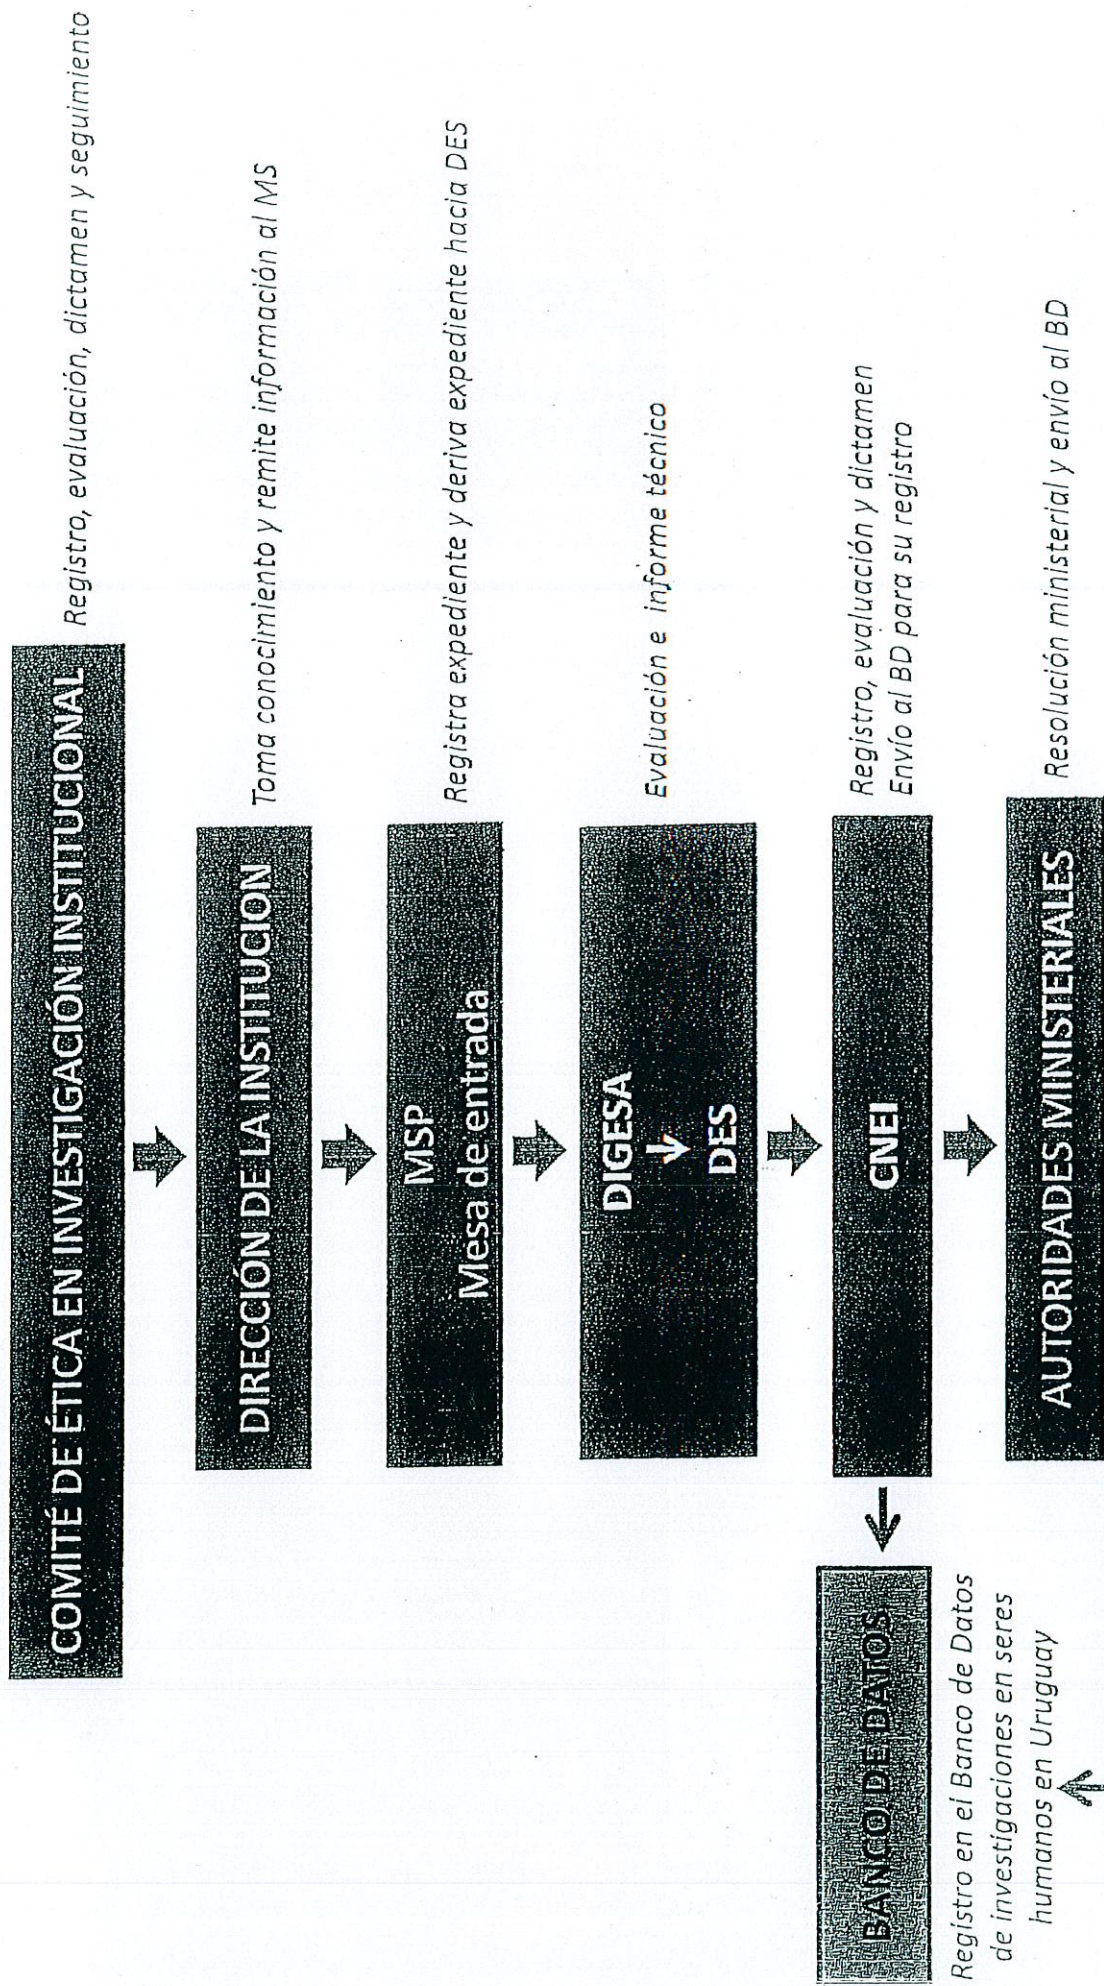 COMITÉ DE ÉTICA EN INVESTIGACIÓN INSTITUCIONAL
Registro, evaluación, dictamen y seguimiento
DIRECCIÓN DE LA INSTITUCION
Toma conocimiento y remite información al MS
MSP
Mesa de entrada
Registra expediente y deriva expediente hacia DES
DIGESA
DES
Evaluación e informe técnico
CNEI
Registro, evaluación y dictamen
Envío al BD para su registro
BANCO DE DATOS
Registro en el Banco de Datos
de investigaciones en seres
humanos en Uruguay
AUTORIDADES MINISTERIALES
Resolución ministerial y envío al BD